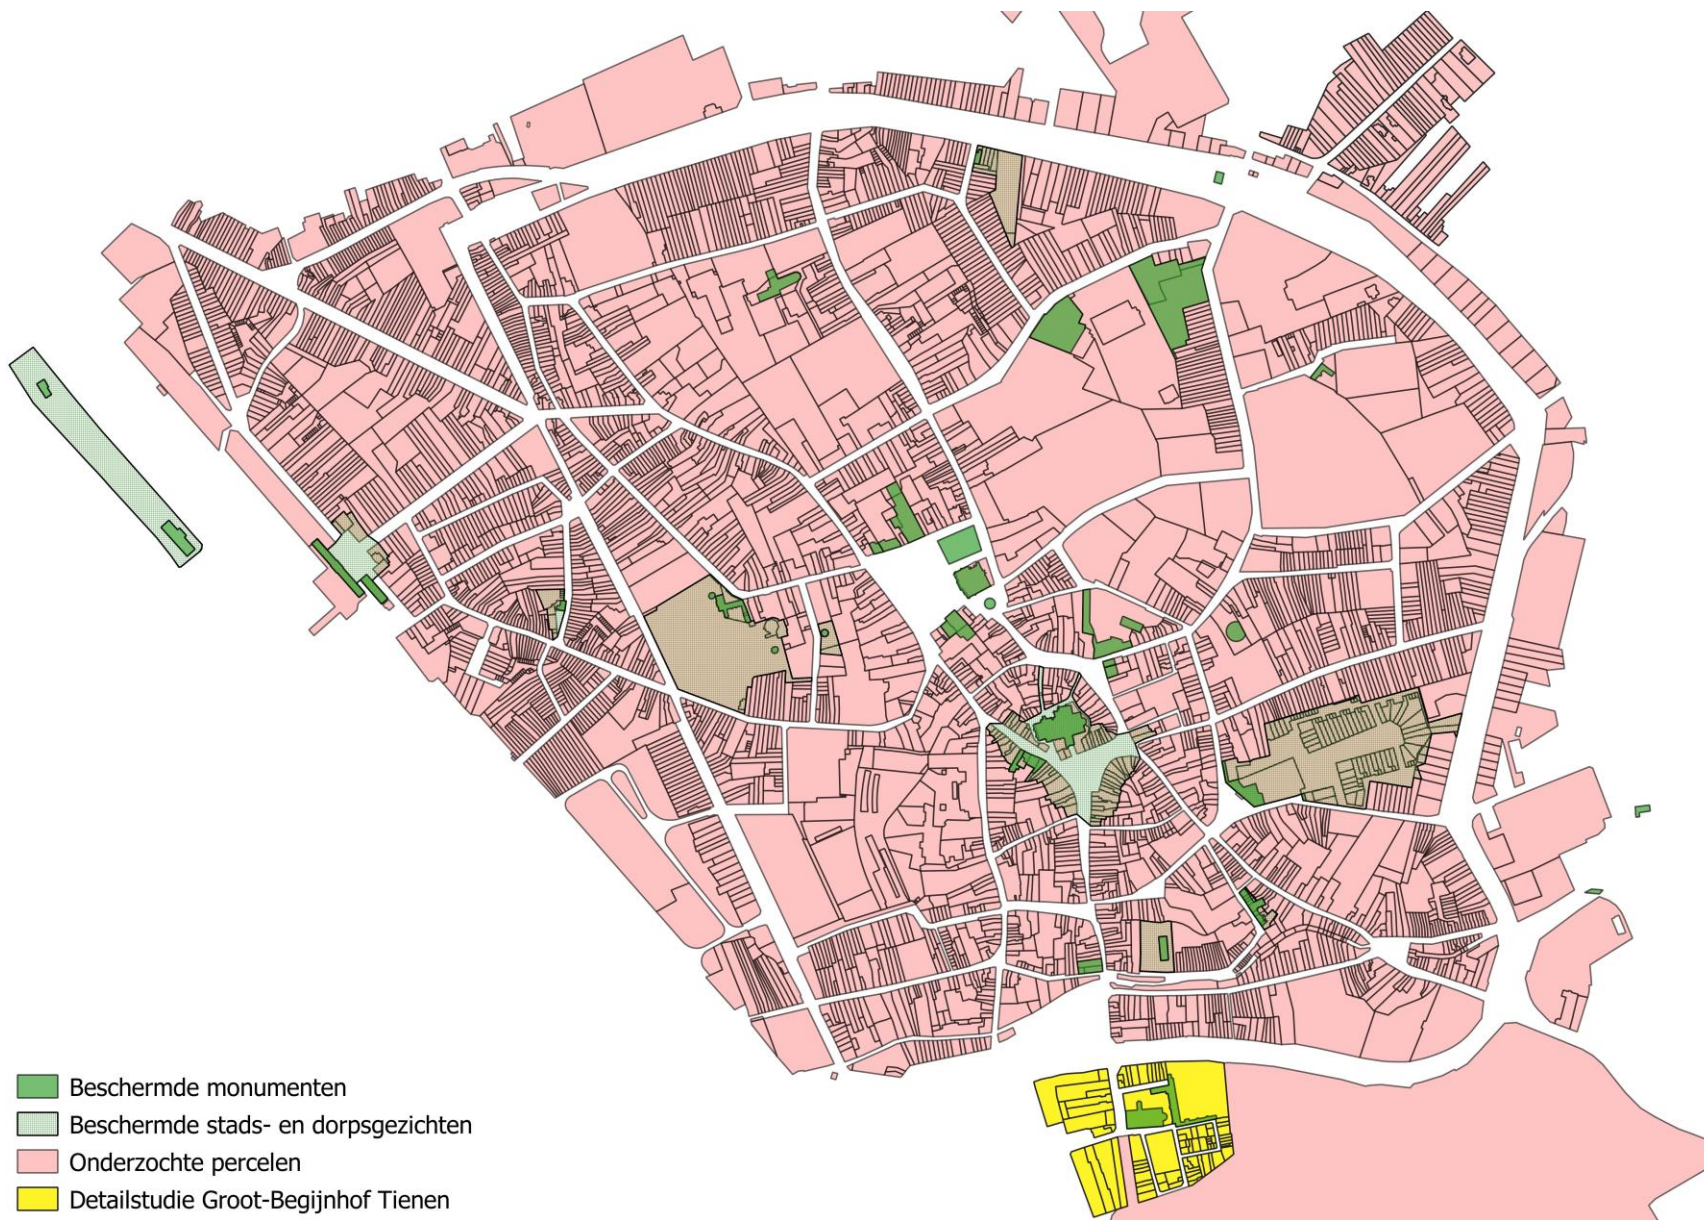 Beschermde monumenten
Beschermde stads- en dorpsgezichten
Onderzochte percelen
Detailstudie Groot-Begijnhof Tienen